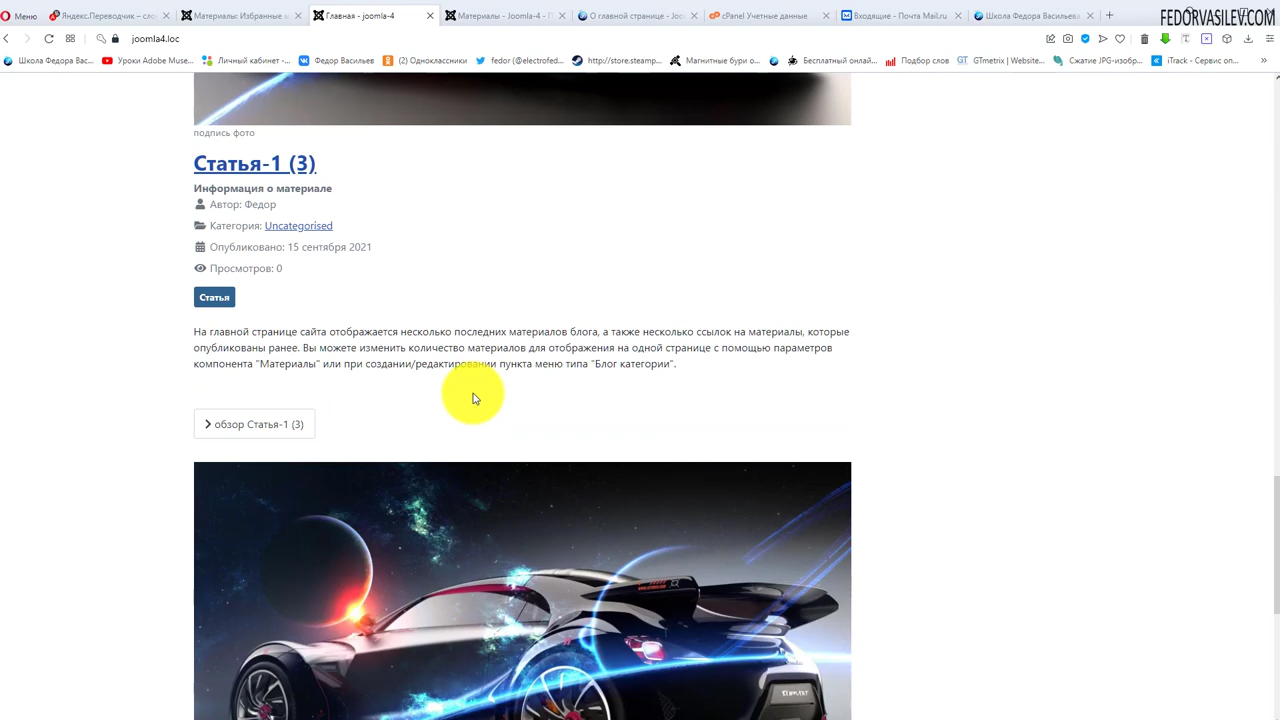 Меню
Яндекс.Переводчик – сло
Материалы: Избранные м
Главная - joomla-4
Материалы - Joomla-4 - П
О главной странице - Joo
cPanel Учетные данные
Входящие - Почта Mail.ru
Школа Федора Васильева
FEDORVASILEV.COM
joomla4.loc
Школа Федора Вас...
Уроки Adobe Muse...
Личный кабинет -...
Федор Васильев
(2) Одноклассники
fedor (@electrofed...
http://store.steamp...
Магнитные бури о...
Бесплатный онлай...
Подбор слов
GTmetrix | Website...
Сжатие JPG-изобр...
iTrack - Сервис оп...
подпись фото
Статья-1 (3)
Информация о материале
Автор: Федор
Категория: Uncategorised
Опубликовано: 15 сентября 2021
Просмотров: 0
Статья
На главной странице сайта отображается несколько последних материалов блога, а также несколько ссылок на материалы, которые
опубликованы ранее. Вы можете изменить количество материалов для отображения на одной странице с помощью параметров
компонента "Материалы" или при создании/редактировании пункта меню типа "Блог категории".
обзор Статья-1 (3)